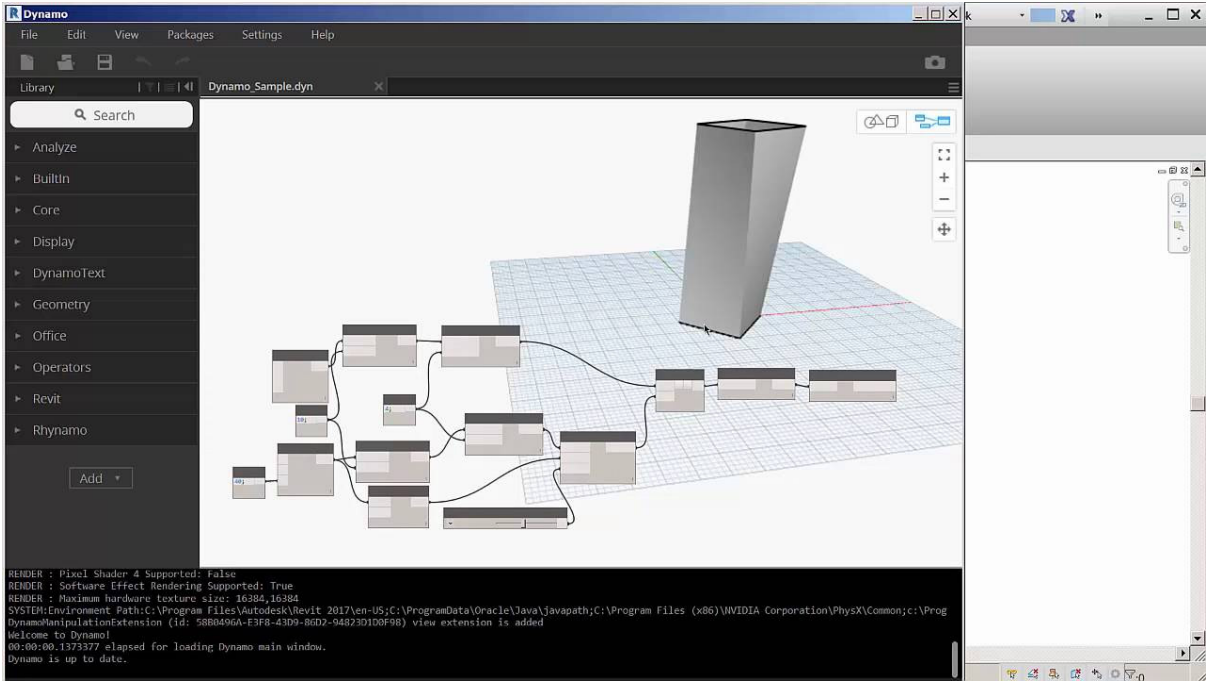 Dynamo
File Edit View Packages Settings Help
Library
Dynamo_Sample.dyn
Search
Analyze
BuiltIn
Core
Display
DynamoText
Geometry
Office
Operators
Revit
Rhynamo
Add
RENDER : Pixel Shader 4 Supported: False
RENDER : Software Effect Rendering Supported: True
RENDER : Maximum hardware texture size: 16384,16384
SYSTEM:Environment Path:C:\Program Files\Autodesk\Revit 2017\en-US;C:\ProgramData\Oracle\Java\javapath;C:\Program Files (x86)\NVIDIA Corporation\PhysX\Common;c:\Prog
DynamoManipulationExtension (id: 58B0496A-E3F8-43D9-86D2-94823D1D0F98) view extension is added
Welcome to Dynamo!
00:00:00.1373377 elapsed for loading Dynamo main window.
Dynamo is up to date.